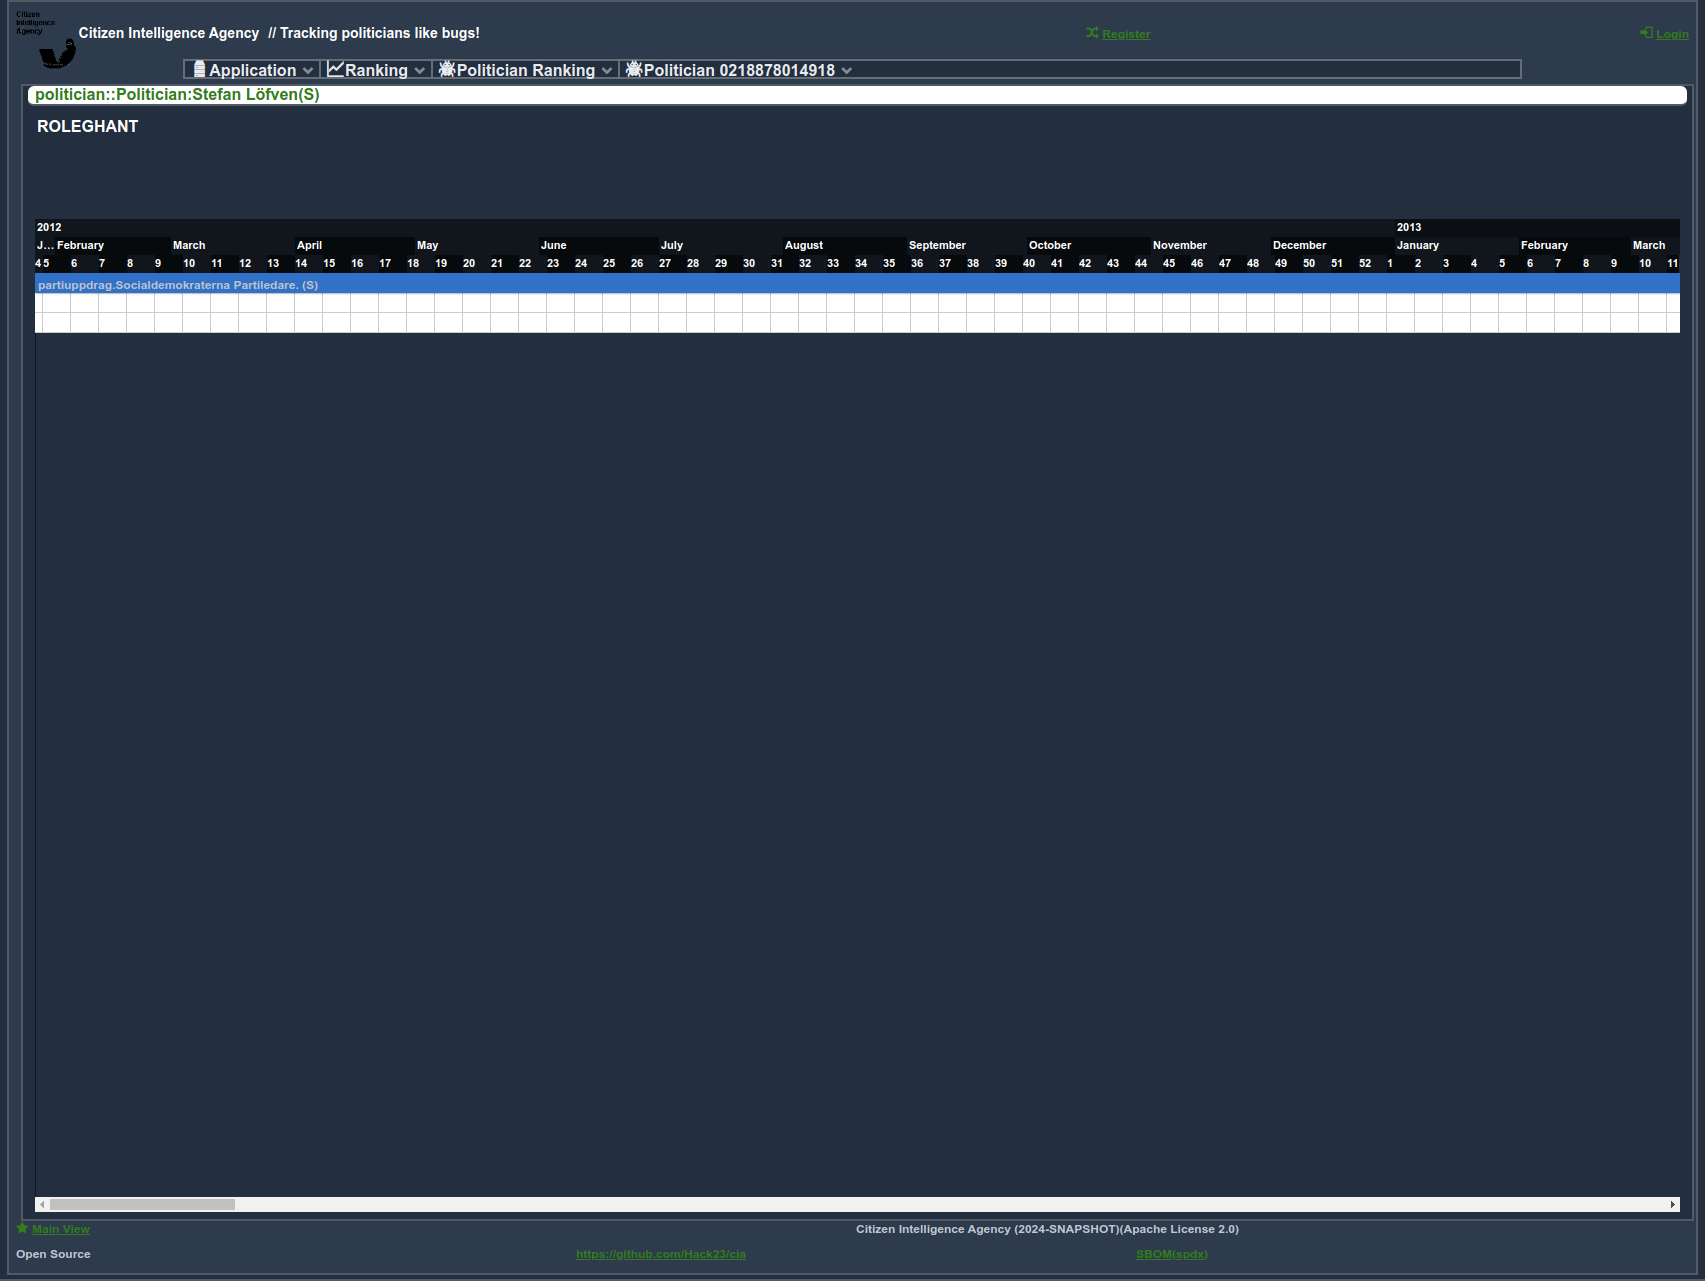 Citizen
Intelligence
Agency
Citizen Intelligence Agency // Tracking politicians like bugs!
Register
Login
Application
Ranking
Politician Ranking
Politician 0218878014918
politician::Politician:Stefan Löfven(S)
ROLEGHANT
2012 2013
J... February March April May June July August September October November December January February March
4 5 6 7 8 9 10 11 12 13 14 15 16 17 18 19 20 21 22 23 24 25 26 27 28 29 30 31 32 33 34 35 36 37 38 39 40 41 42 43 44 45 46 47 48 49 50 51 52 1 2 3 4 5 6 7 8 9 10 11
partiuppdrag.Socialdemokraterna Partiledare. (S)
Main View
Citizen Intelligence Agency (2024-SNAPSHOT)(Apache License 2.0)
Open Source
https://github.com/Hack23/cia
SBOM(spdx)